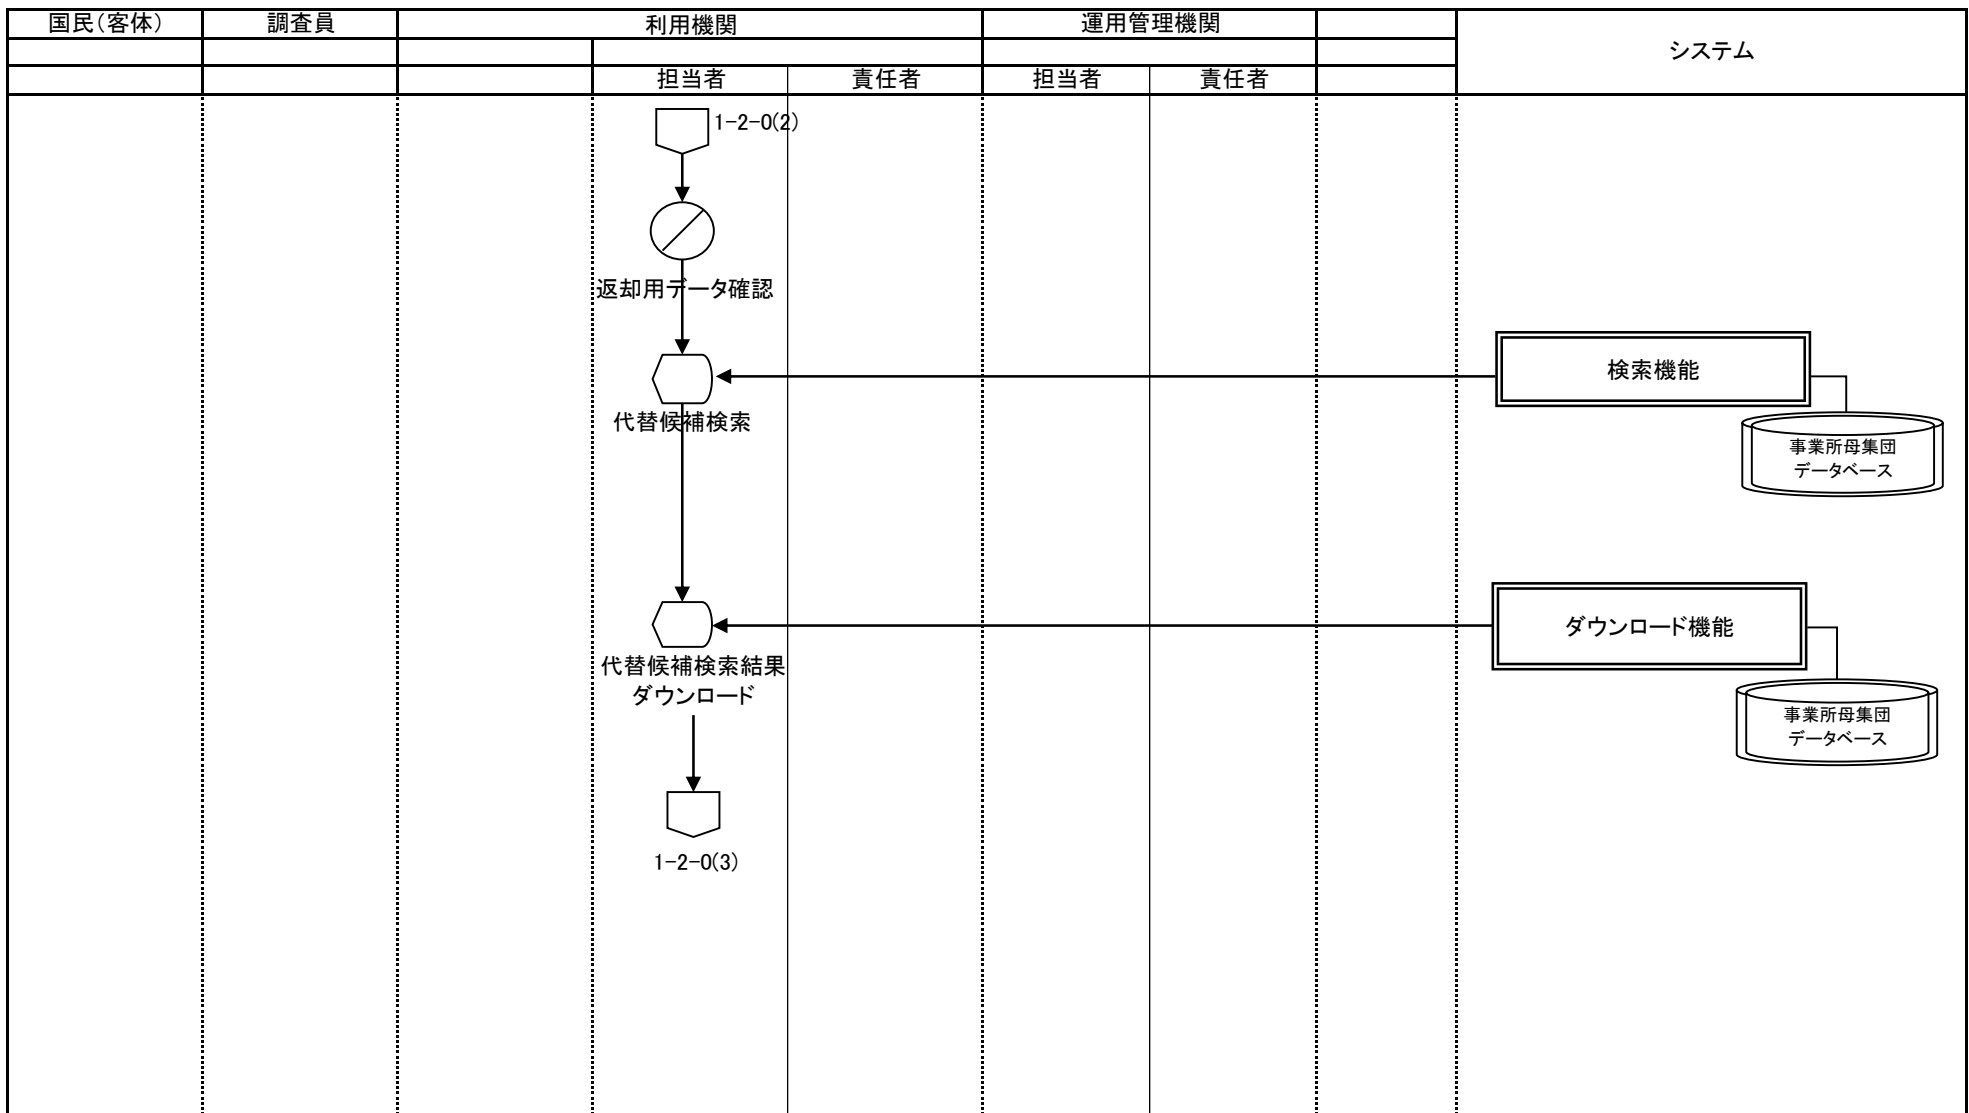 国民(客体)
調査員
利用機関
運用管理機関
システム
担当者
責任者
担当者
責任者
1-2-0(2)
返却用データ確認
検索機能
代替候補検索
事業所母集団
データベース
ダウンロード機能
代替候補検索結果
ダウンロード
事業所母集団
データベース
1-2-0(3)